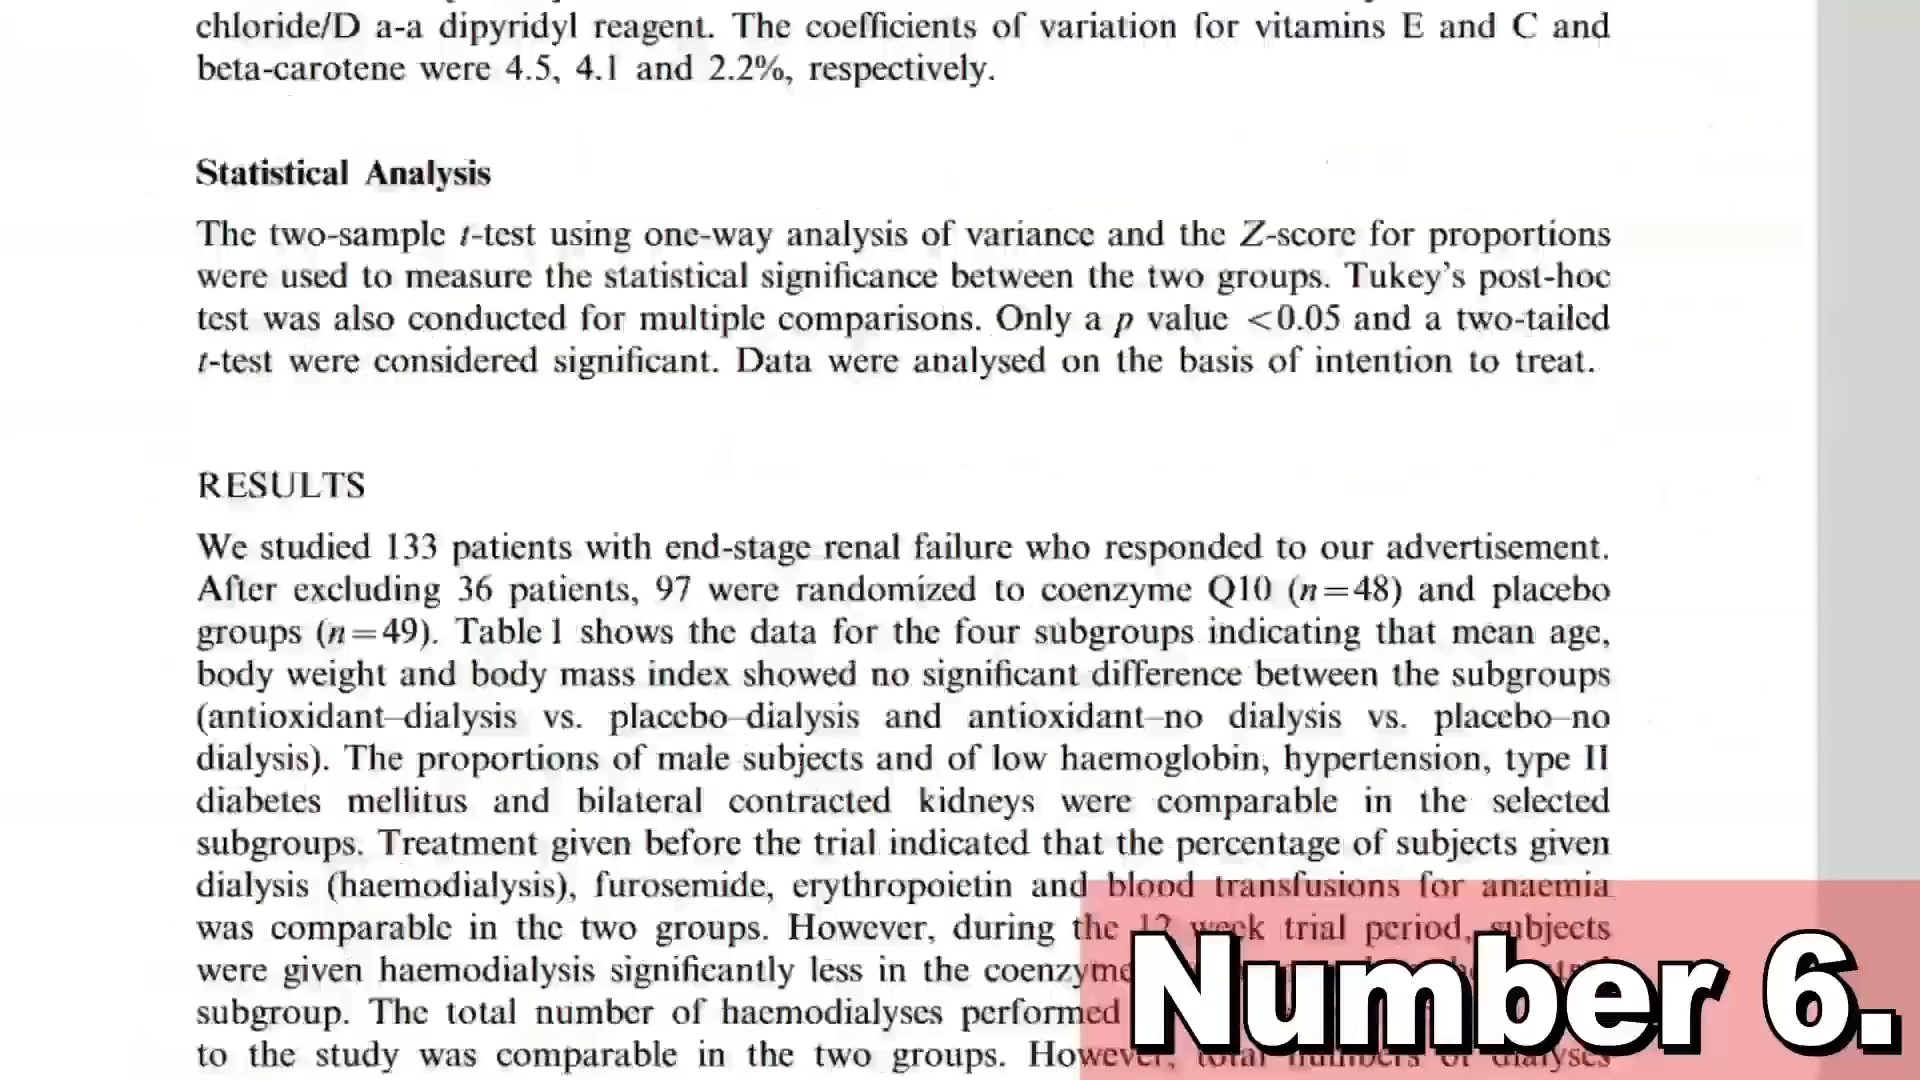 chloride/D a-a dipyridyl reagent. The coefficients of variation for vitamins E and C and
beta-carotene were 4.5, 4.1 and 2.2%, respectively.
Statistical Analysis
The two-sample t-test using one-way analysis of variance and the Z-score for proportions
were used to measure the statistical significance between the two groups. Tukey's post-hoc
test was also conducted for multiple comparisons. Only a p value <0.05 and a two-tailed
t-test were considered significant. Data were analysed on the basis of intention to treat.
RESULTS
We studied 133 patients with end-stage renal failure who responded to our advertisement.
After excluding 36 patients, 97 were randomized to coenzyme Q10 (n=48) and placebo
groups (n=49). Table 1 shows the data for the four subgroups indicating that mean age,
body weight and body mass index showed no significant difference between the subgroups
(antioxidant–dialysis vs. placebo–dialysis and antioxidant–no dialysis vs. placebo–no
dialysis). The proportions of male subjects and of low haemoglobin, hypertension, type II
diabetes mellitus and bilateral contracted kidneys were comparable in the selected
subgroups. Treatment given before the trial indicated that the percentage of subjects given
dialysis (haemodialysis), furosemide, erythropoietin and blood transfusions for anaemia
was comparable in the two groups. However, during the 12 week trial period, subjects
were given haemodialysis significantly less in the coenzyme
subgroup. The total number of haemodialyses performed
to the study was comparable in the two groups. However, total numbers of dialyses
Number 6.